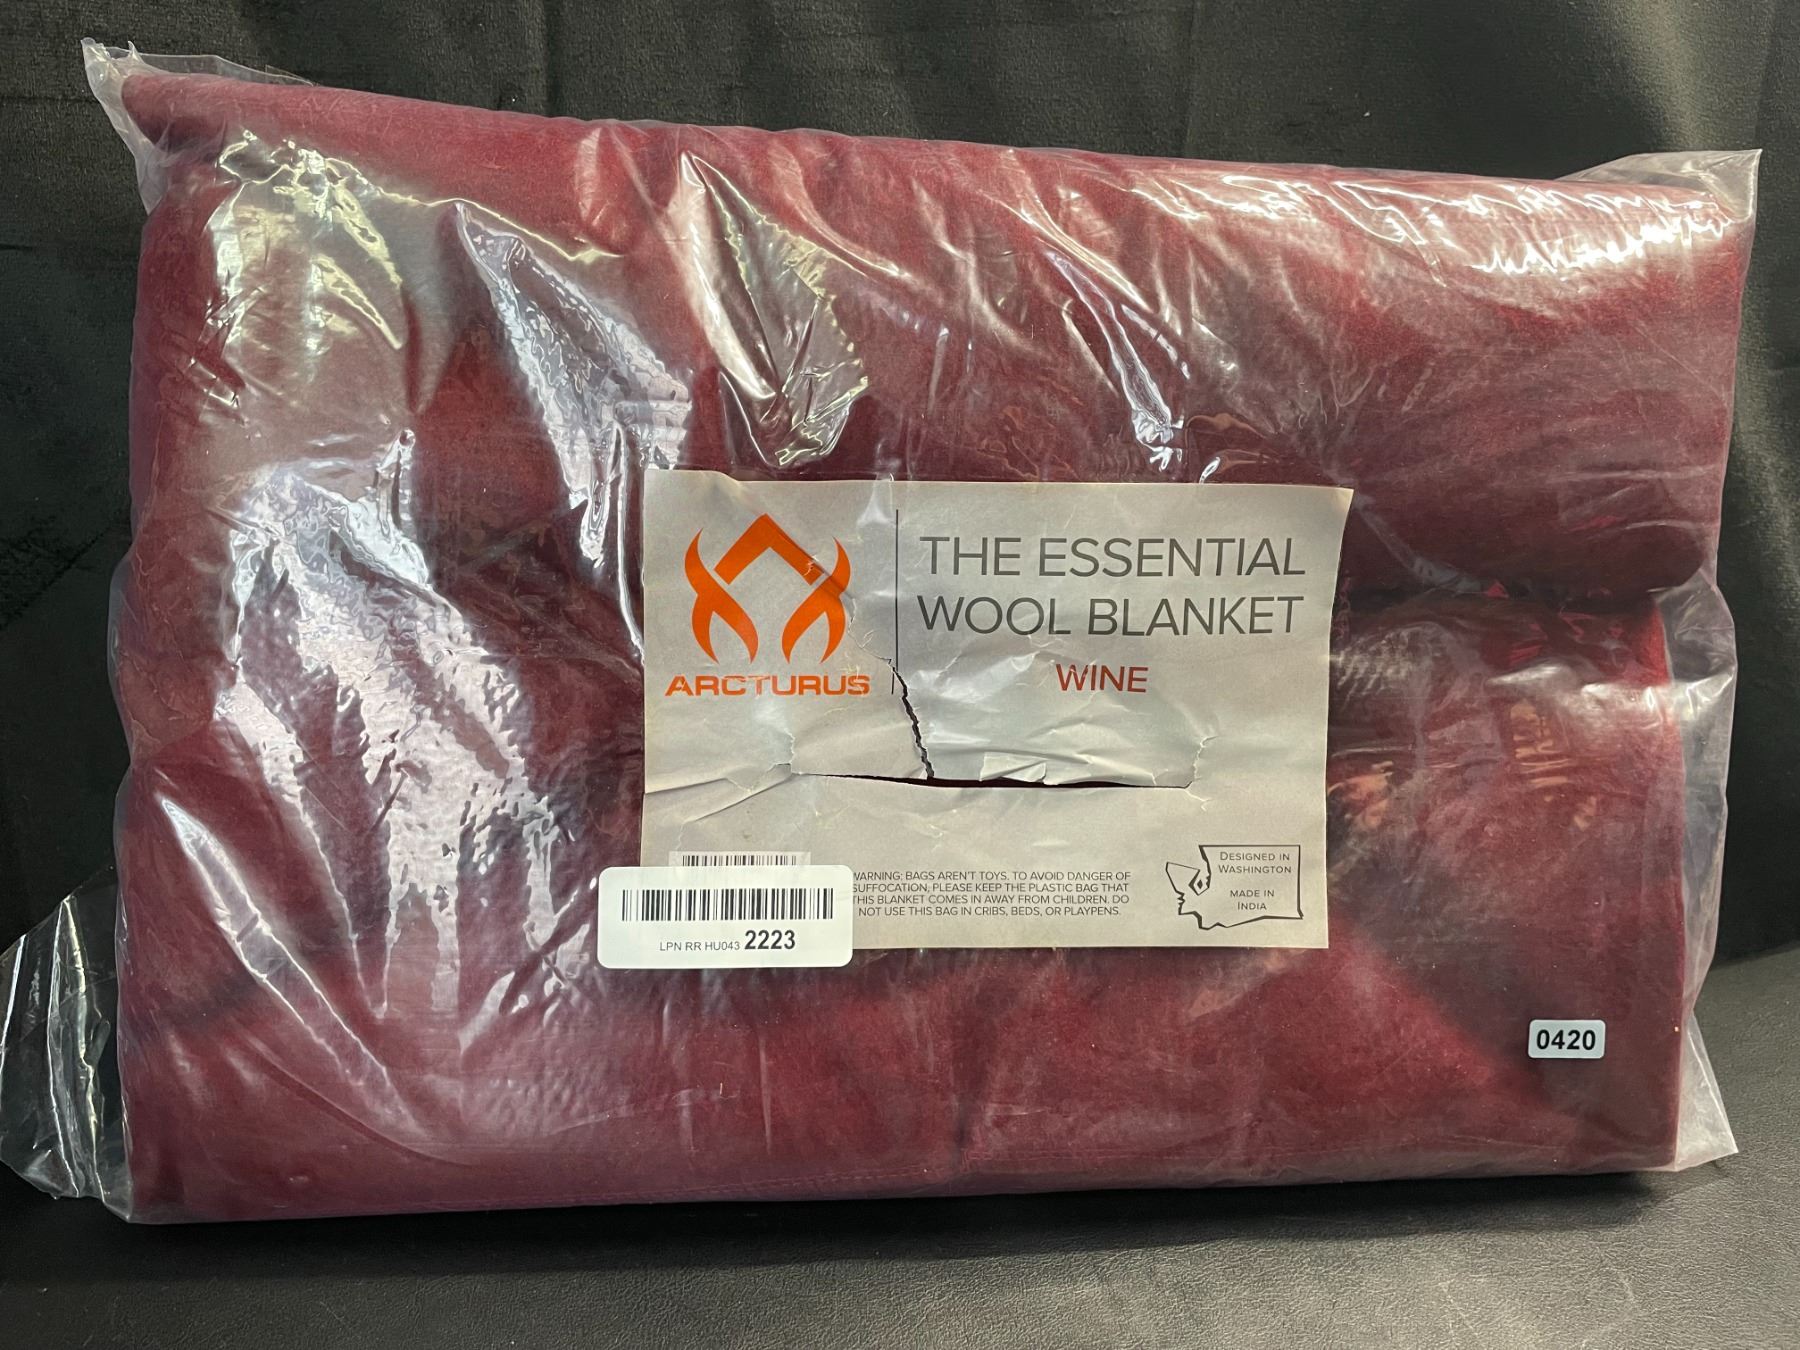 ARCTURUS
THE ESSENTIAL
WOOL BLANKET
WINE
WARNING: BAGS AREN'T TOYS. TO AVOID DANGER OF
SUFFOCATION, PLEASE KEEP THE PLASTIC BAG THAT
THIS BLANKET COMES IN AWAY FROM CHILDREN. DO
NOT USE THIS BAG IN CRIBS, BEDS, OR PLAYPENS.
DESIGNED IN
WASHINGTON
MADE IN
INDIA
LPN RR HU043 2223
0420